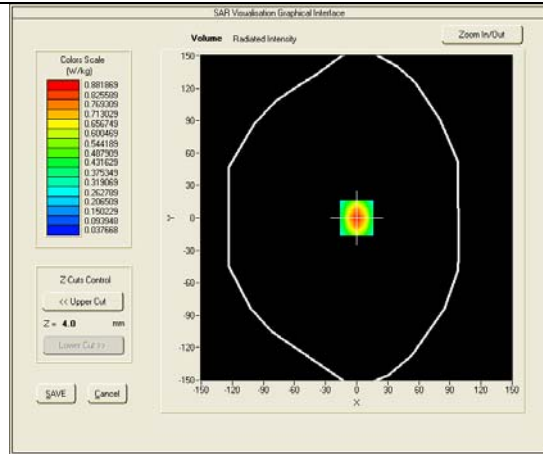 SAR Visualisation Graphical Interface
Volume Radiated Intensity
Zoom In/Out
Colors Scale
(W/kg)
0.881869
0.825589
0.769309
0.713029
0.656749
0.600469
0.544189
0.487909
0.431629
0.375349
0.319069
0.262789
0.206509
0.150229
0.093948
0.037668
Z-Cuts Control
<< Upper Cut
Z = 4.0 mm
Lower Cut >>
SAVE Cancel
150
120
90
60
30
0
-30
-60
-90
-120
-150
Y
-150 -120 -90 -60 -30 0 30 60 90 120 150
X